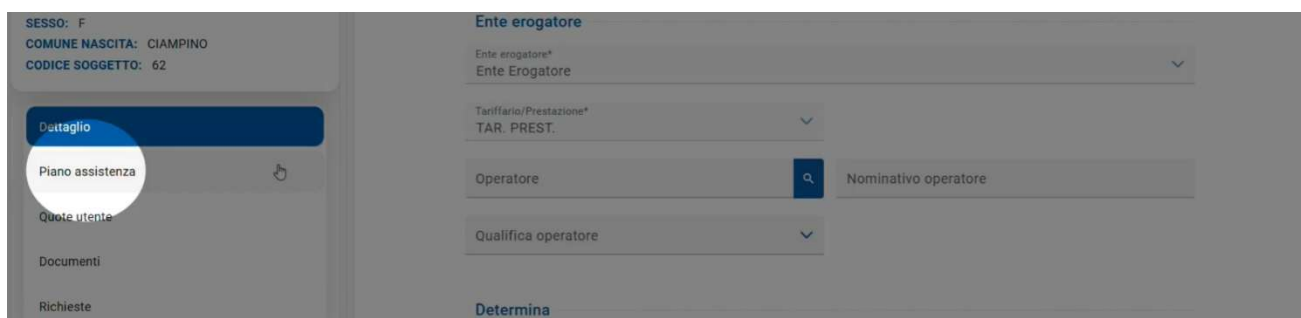 SESSO: F
COMUNE NASCITA: CIAMPINO
CODICE SOGGETTO: 62
Dettaglio
Piano assistenza
Quote utente
Documenti
Richieste
Ente erogatore
Ente erogatore*
Ente Erogatore
Tariffario/Prestazione*
TAR. PREST.
Operatore
Nominativo operatore
Qualifica operatore
Determina